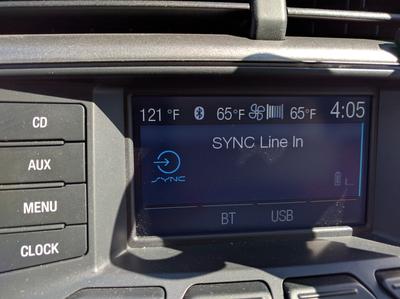 121 °F 65°F 65°F 4:05
CD
SYNC Line In
AUX
SYNC
MENU
BT USB
CLOCK